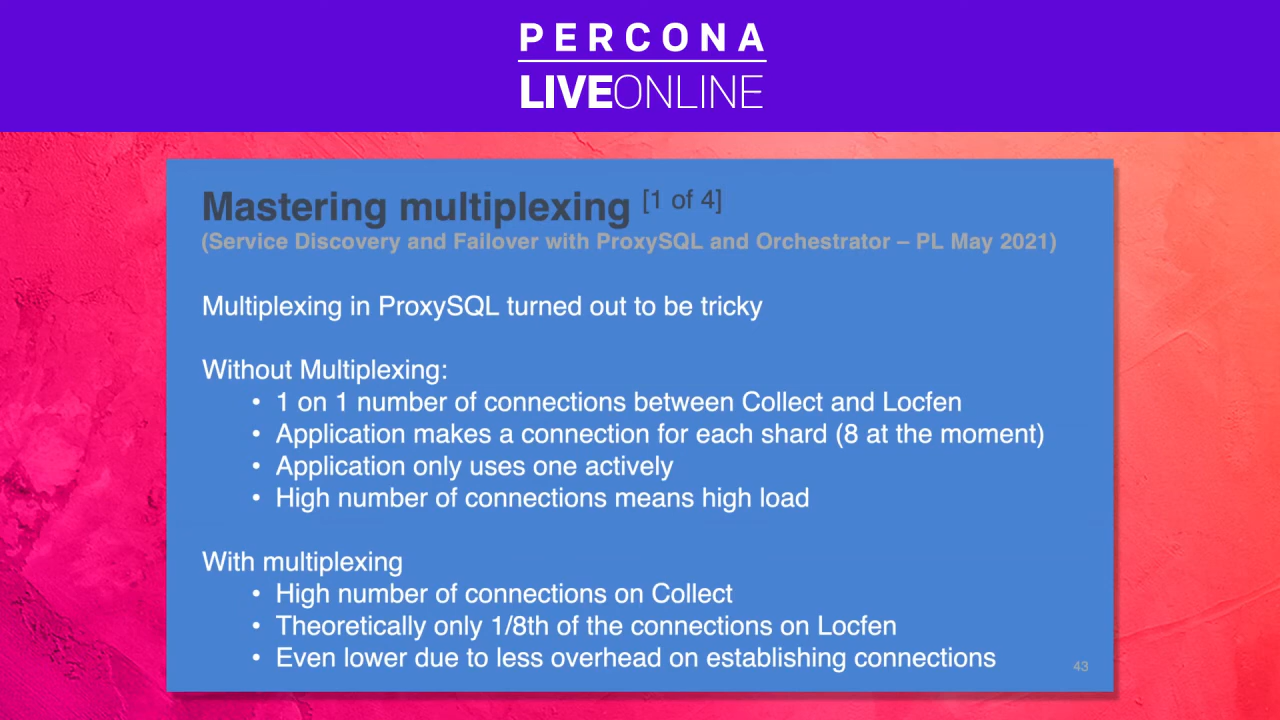 PERCONA
LIVEONLINE
Mastering multiplexing [1 of 4]
(Service Discovery and Failover with ProxySQL and Orchestrator – PL May 2021)
Multiplexing in ProxySQL turned out to be tricky
Without Multiplexing:
• 1 on 1 number of connections between Collect and Locfen
• Application makes a connection for each shard (8 at the moment)
• Application only uses one actively
• High number of connections means high load
With multiplexing
• High number of connections on Collect
• Theoretically only 1/8th of the connections on Locfen
• Even lower due to less overhead on establishing connections
43